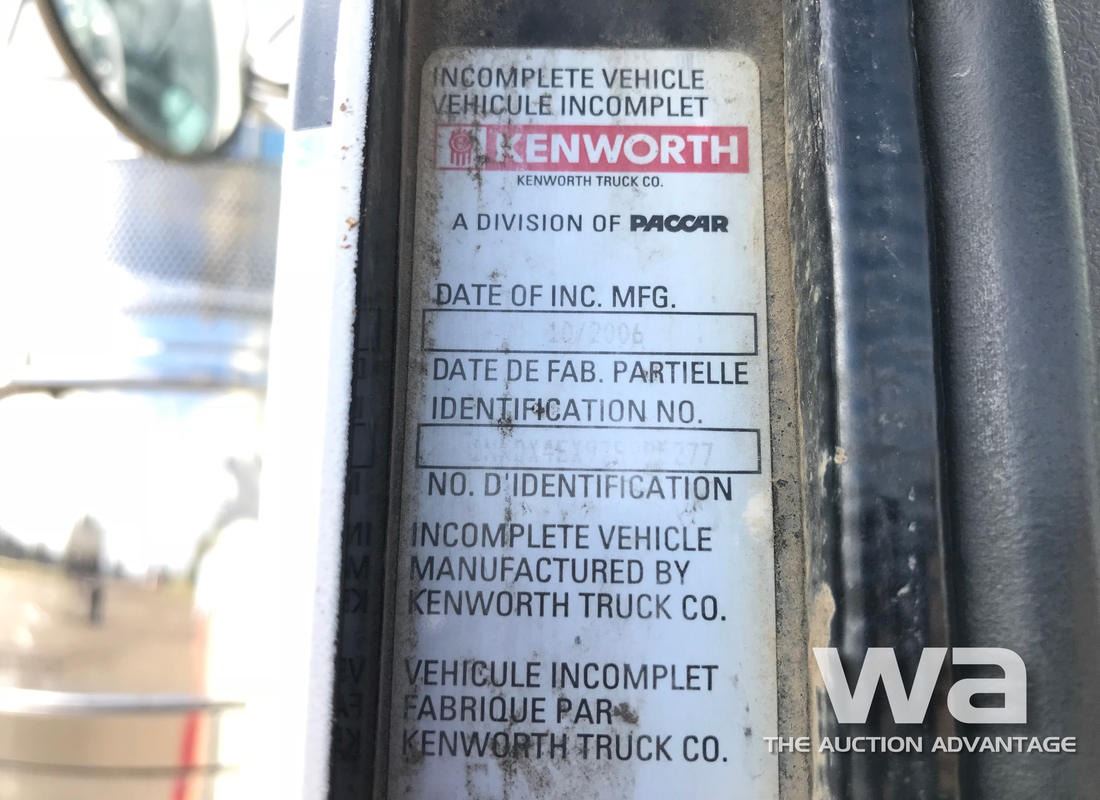 INCOMPLETE VEHICLE
VEHICULE INCOMPLET
KENWORTH
KENWORTH TRUCK CO.
A DIVISION OF PACCAR
DATE OF INC. MFG.
10/2006
DATE DE FAB. PARTIELLE
IDENTIFICATION NO.
NO. D'IDENTIFICATION
INCOMPLETE VEHICLE
MANUFACTURED BY
KENWORTH TRUCK CO.
VEHICULE INCOMPLET
FABRIQUE PAR
KENWORTH TRUCK CO.
wa
THE AUCTION ADVANTAGE